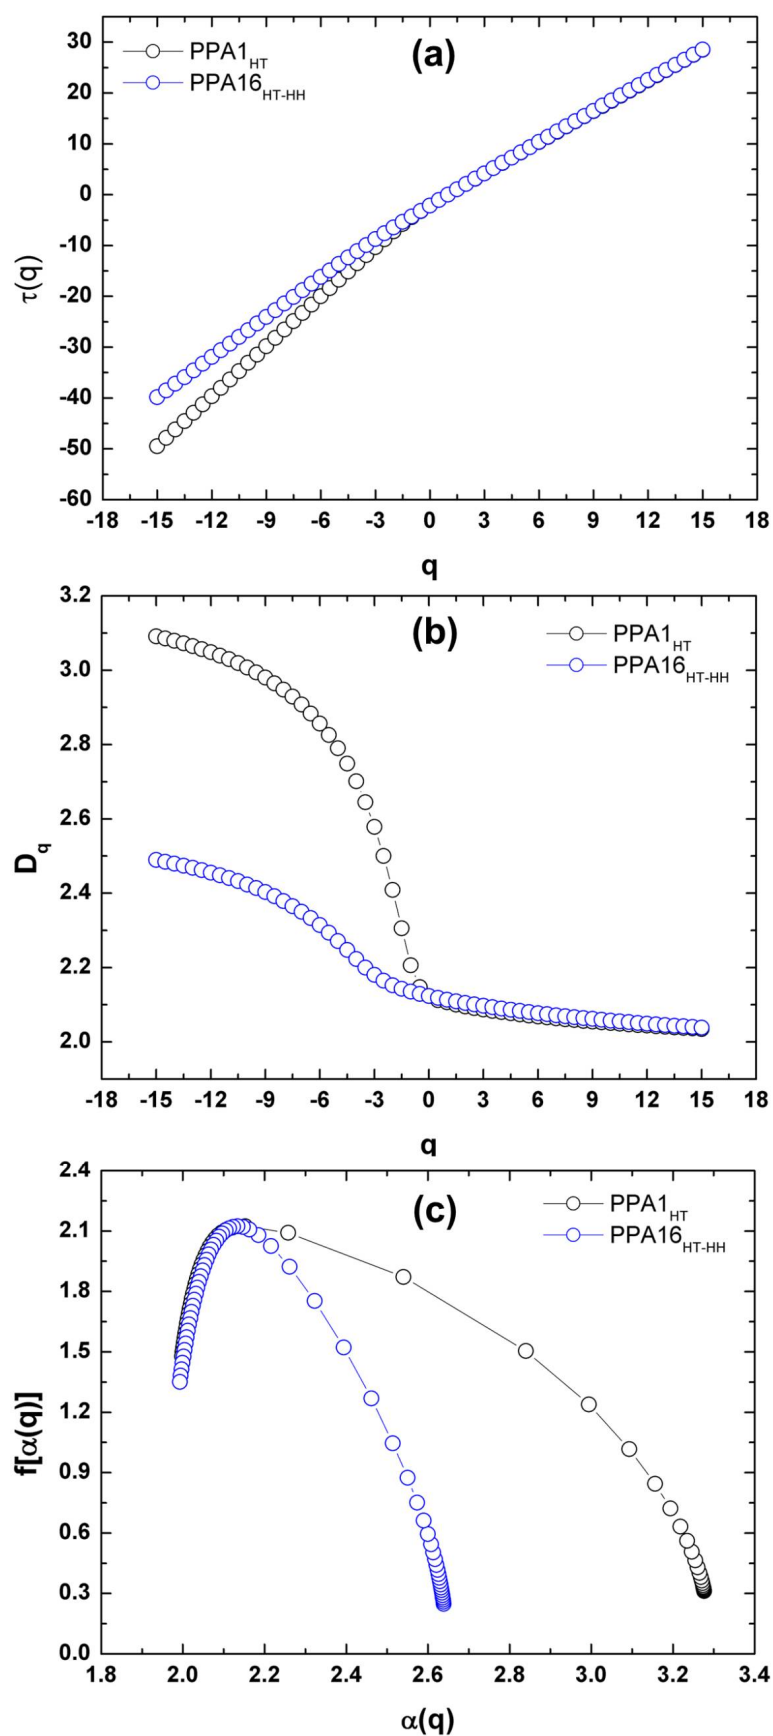 (a)
PPA1HT
PPA16HT-HH
30
20
10
0
-10
-20
-30
-40
-50
-60
τ(q)
-18 -15 -12 -9 -6 -3 0 3 6 9 12 15 18
q
(b)
PPA1HT
PPA16HT-HH
3.2
3.0
2.8
2.6
2.4
2.2
2.0
Dq
-18 -15 -12 -9 -6 -3 0 3 6 9 12 15 18
q
(c)
PPA1HT
PPA16HT-HH
2.4
2.1
1.8
1.5
1.2
0.9
0.6
0.3
0.0
f[α(q)]
1.8 2.0 2.2 2.4 2.6 2.8 3.0 3.2 3.4
α(q)